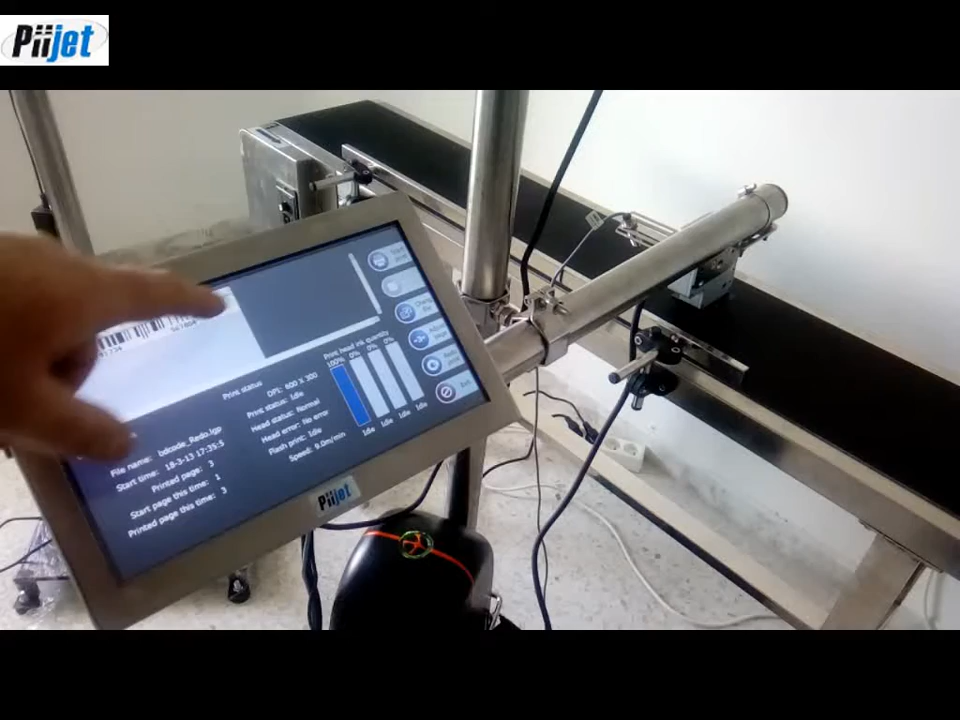 Piijet
Print status
File name: bdcode_Redo.lgp
Start time: 18-3-13 17:35:5
Printed page: 3
Start page this time: 1
Printed page this time: 3
DPI: 600 X 300
Print status: Idle
Head status: Normal
Head error: No error
Flash print: Idle
Speed: 9.0m/min
Print head ink quantity
100% 0% 0% 0%
Idle Idle Idle Idle
Exit
Piijet